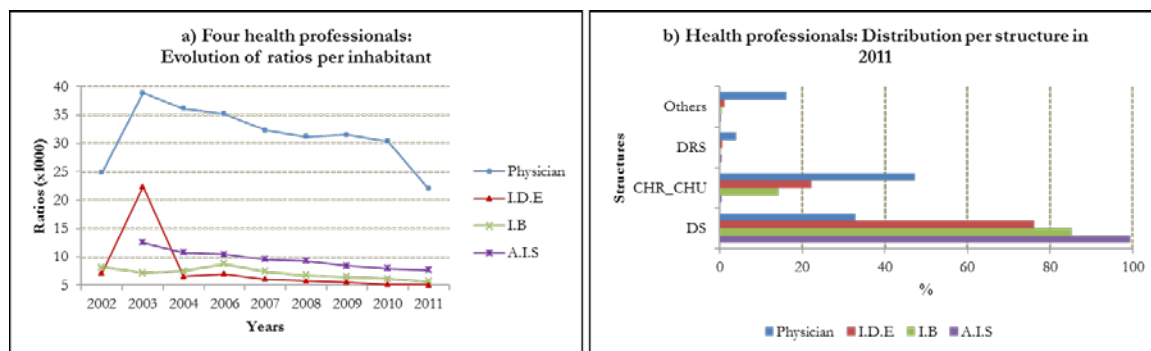 a) Four health professionals:
Evolution of ratios per inhabitant
Ratios (x1000)
40
35
30
25
20
15
10
5
2002 2003 2004 2006 2007 2008 2009 2010 2011
Years
Physician
I.D.E
I.B
A.I.S
b) Health professionals: Distribution per structure in
2011
Structures
Others
DRS
CHR_CHU
DS
0 20 40 60 80 100
%
Physician I.D.E I.B A.I.S